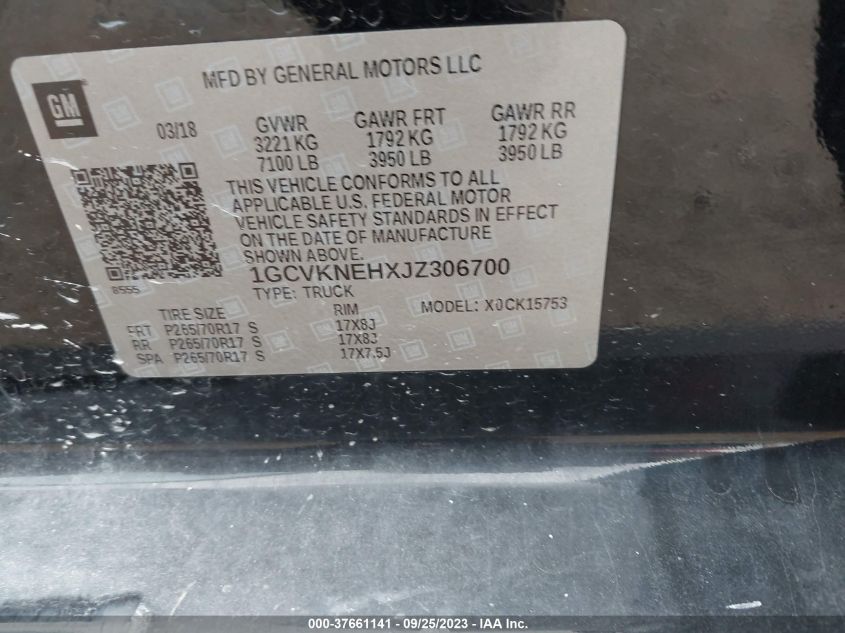 MFD BY GENERAL MOTORS LLC
GM
03/18 GVWR GAWR FRT GAWR RR
3221 KG 1792 KG 1792 KG
7100 LB 3950 LB 3950 LB
THIS VEHICLE CONFORMS TO ALL
APPLICABLE U.S. FEDERAL MOTOR
VEHICLE SAFETY STANDARDS IN EFFECT
ON THE DATE OF MANUFACTURE
SHOWN ABOVE.
8555
1GCVKNEHXJZ306700
TYPE: TRUCK MODEL: X0CK15753
TIRE SIZE RIM
FRT P265/70R17 S 17X8J
RR P265/70R17 S 17X8J
SPA P265/70R17 S 17X7.5J
000-37661141 - 09/25/2023 - IAA Inc.